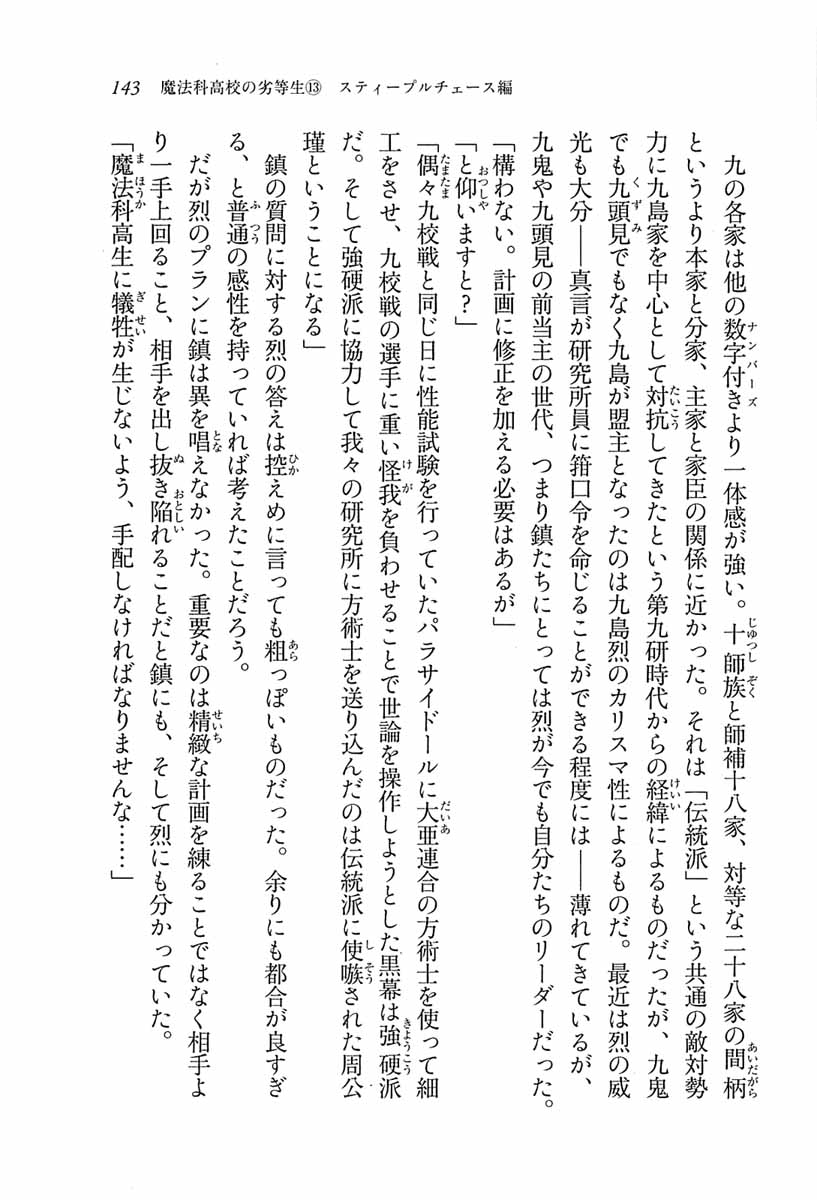 143　魔法科高校の劣等生⑬　スティープルチェース編
九の各家は他の数字付きより一体感が強い。十師族と師補十八家、対等な二十八家の間柄
というより本家と分家、主家と家臣の関係に近かった。それは「伝統派」という共通の敵対勢
力に九島家を中心として対抗してきたという第九研時代からの経緯によるものだったが、九鬼
でも九頭見でもなく九島が盟主となったのは九島烈のカリスマ性によるものだ。最近は烈の威
光も大分――真言が研究所員に箝口令を命じることができる程度には――薄れてきているが、
九鬼や九頭見の前当主の世代、つまり鎮たちにとっては烈が今でも自分たちのリーダーだった。
「構わない。計画に修正を加える必要はあるが」
「と仰いますと？」
「偶々九校戦と同じ日に性能試験を行っていたパラサイドールに大亜連合の方術士を使って細
工をさせ、九校戦の選手に重い怪我を負わせることで世論を操作しようとした黒幕は強硬派
だ。そして強硬派に協力して我々の研究所に方術士を送り込んだのは伝統派に使嗾された周公
瑾ということになる」
鎮の質問に対する烈の答えは控えめに言っても粗っぽいものだった。余りにも都合が良すぎ
る、と普通の感性を持っていれば考えたことだろう。
だが烈のプランに鎮は異を唱えなかった。重要なのは精緻な計画を練ることではなく相手よ
り一手上回ること、相手を出し抜き陥れることだと鎮にも、そして烈にも分かっていた。
「魔法科高生に犠牲が生じないよう、手配しなければなりませんな……」